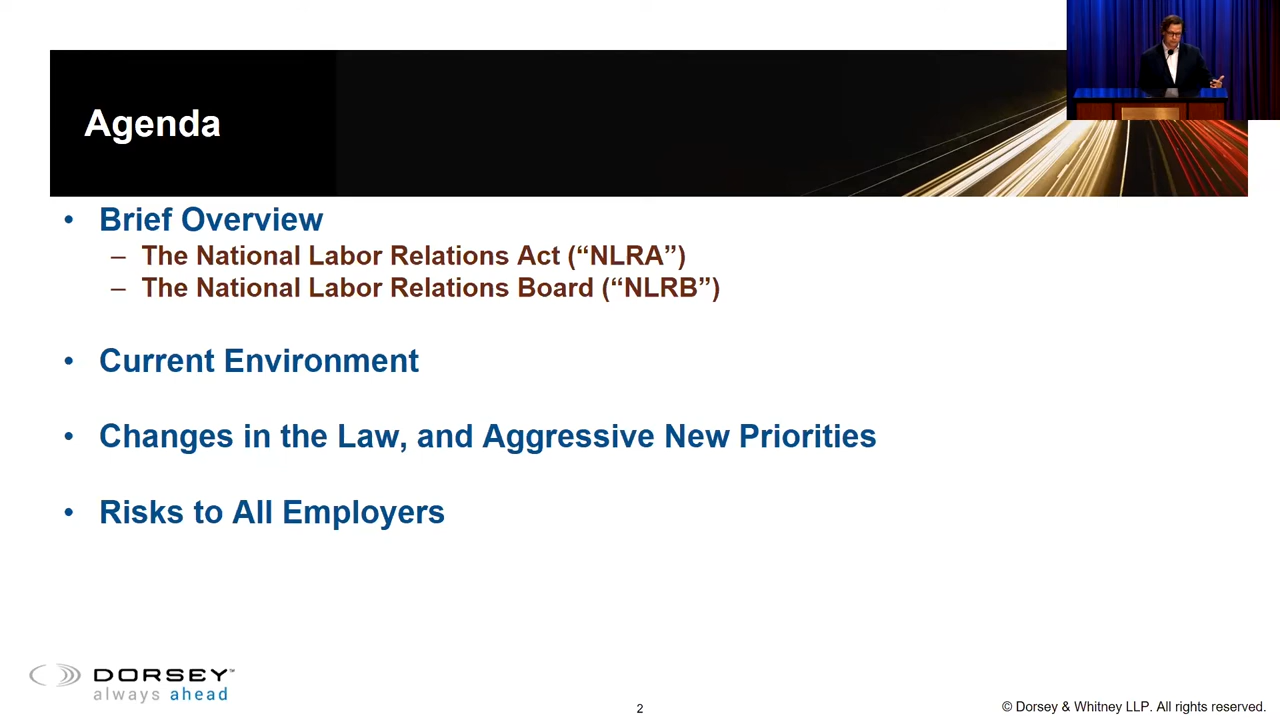 Agenda
• Brief Overview
– The National Labor Relations Act (“NLRA”)
– The National Labor Relations Board (“NLRB”)
• Current Environment
• Changes in the Law, and Aggressive New Priorities
• Risks to All Employers
DORSEY™
always ahead
2
© Dorsey & Whitney LLP. All rights reserved.